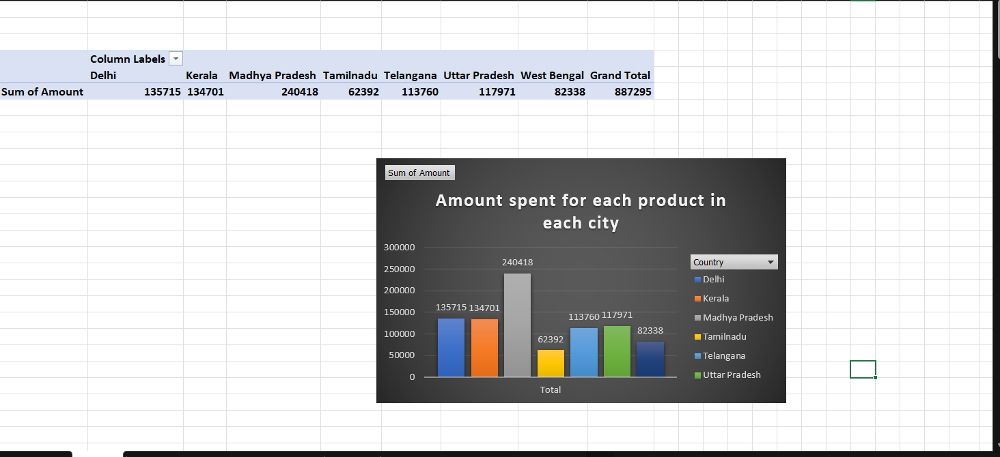 Column Labels
Delhi Kerala Madhya Pradesh Tamilnadu Telangana Uttar Pradesh West Bengal Grand Total
Sum of Amount 135715 134701 240418 62392 113760 117971 82338 887295
Sum of Amount
Amount spent for each product in
each city
300000
250000
200000
150000
100000
50000
0
240418
135715 134701
62392
113760 117971
82338
Total
Country
Delhi
Kerala
Madhya Pradesh
Tamilnadu
Telangana
Uttar Pradesh